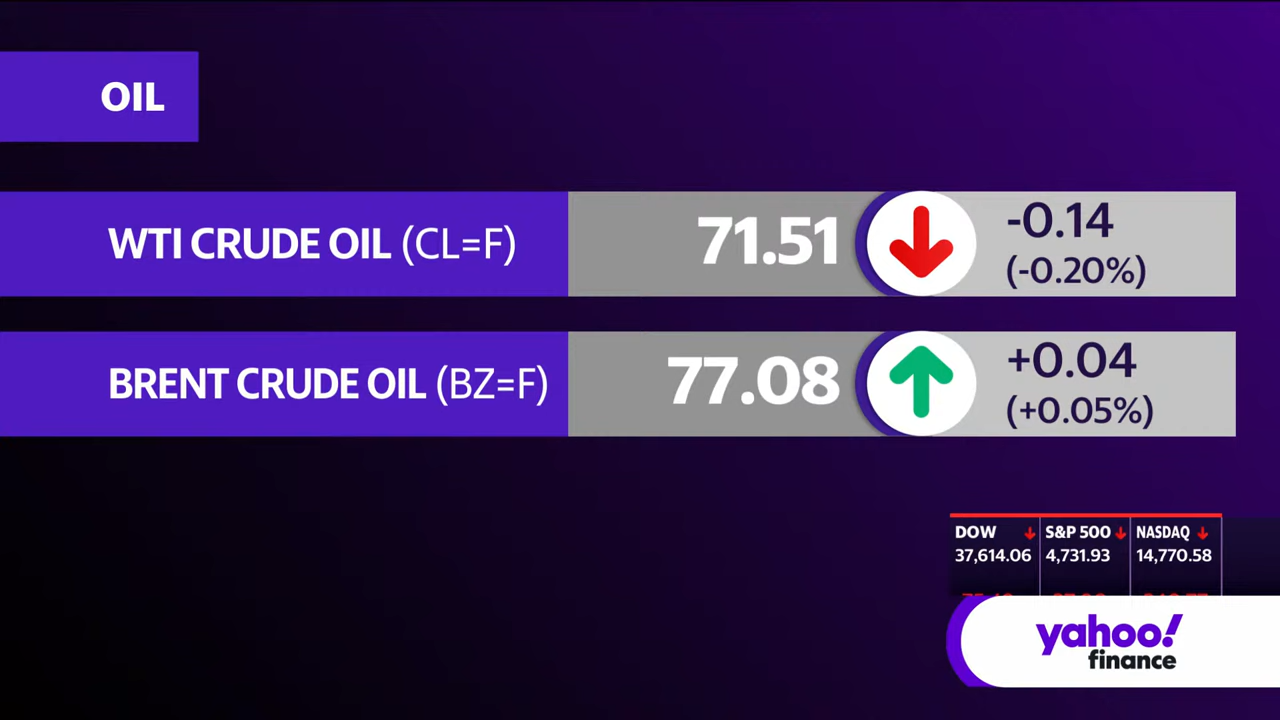 OIL
WTI CRUDE OIL (CL=F)
71.51
-0.14
(-0.20%)
BRENT CRUDE OIL (BZ=F)
77.08
+0.04
(+0.05%)
DOW
37,614.06
S&P 500
4,731.93
NASDAQ
14,770.58
yahoo!
finance